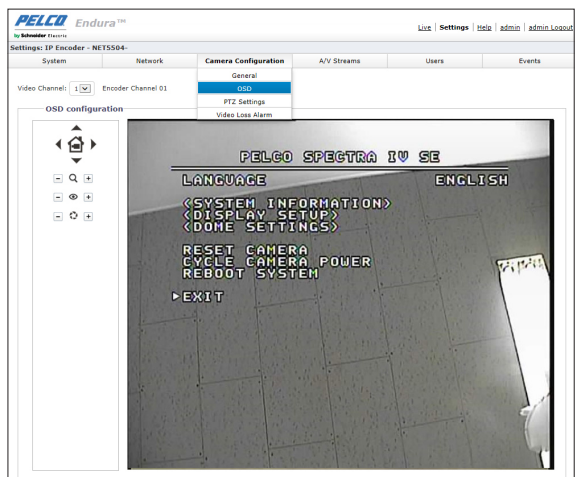 PELCO Endura™
by Schneider Electric
Live | Settings | Help | admin | admin Logout
Settings: IP Encoder - NET5504-
System Network Camera Configuration A/V Streams Users Events
General
OSD
PTZ Settings
Video Loss Alarm
Video Channel: 1 Encoder Channel 01
OSD configuration
PELCO SPECTRA IV SE
LANGUAGE ENGLISH
<SYSTEM INFORMATION>
<DISPLAY SETUP>
<DOME SETTINGS>
RESET CAMERA
CYCLE CAMERA POWER
REBOOT SYSTEM
EXIT